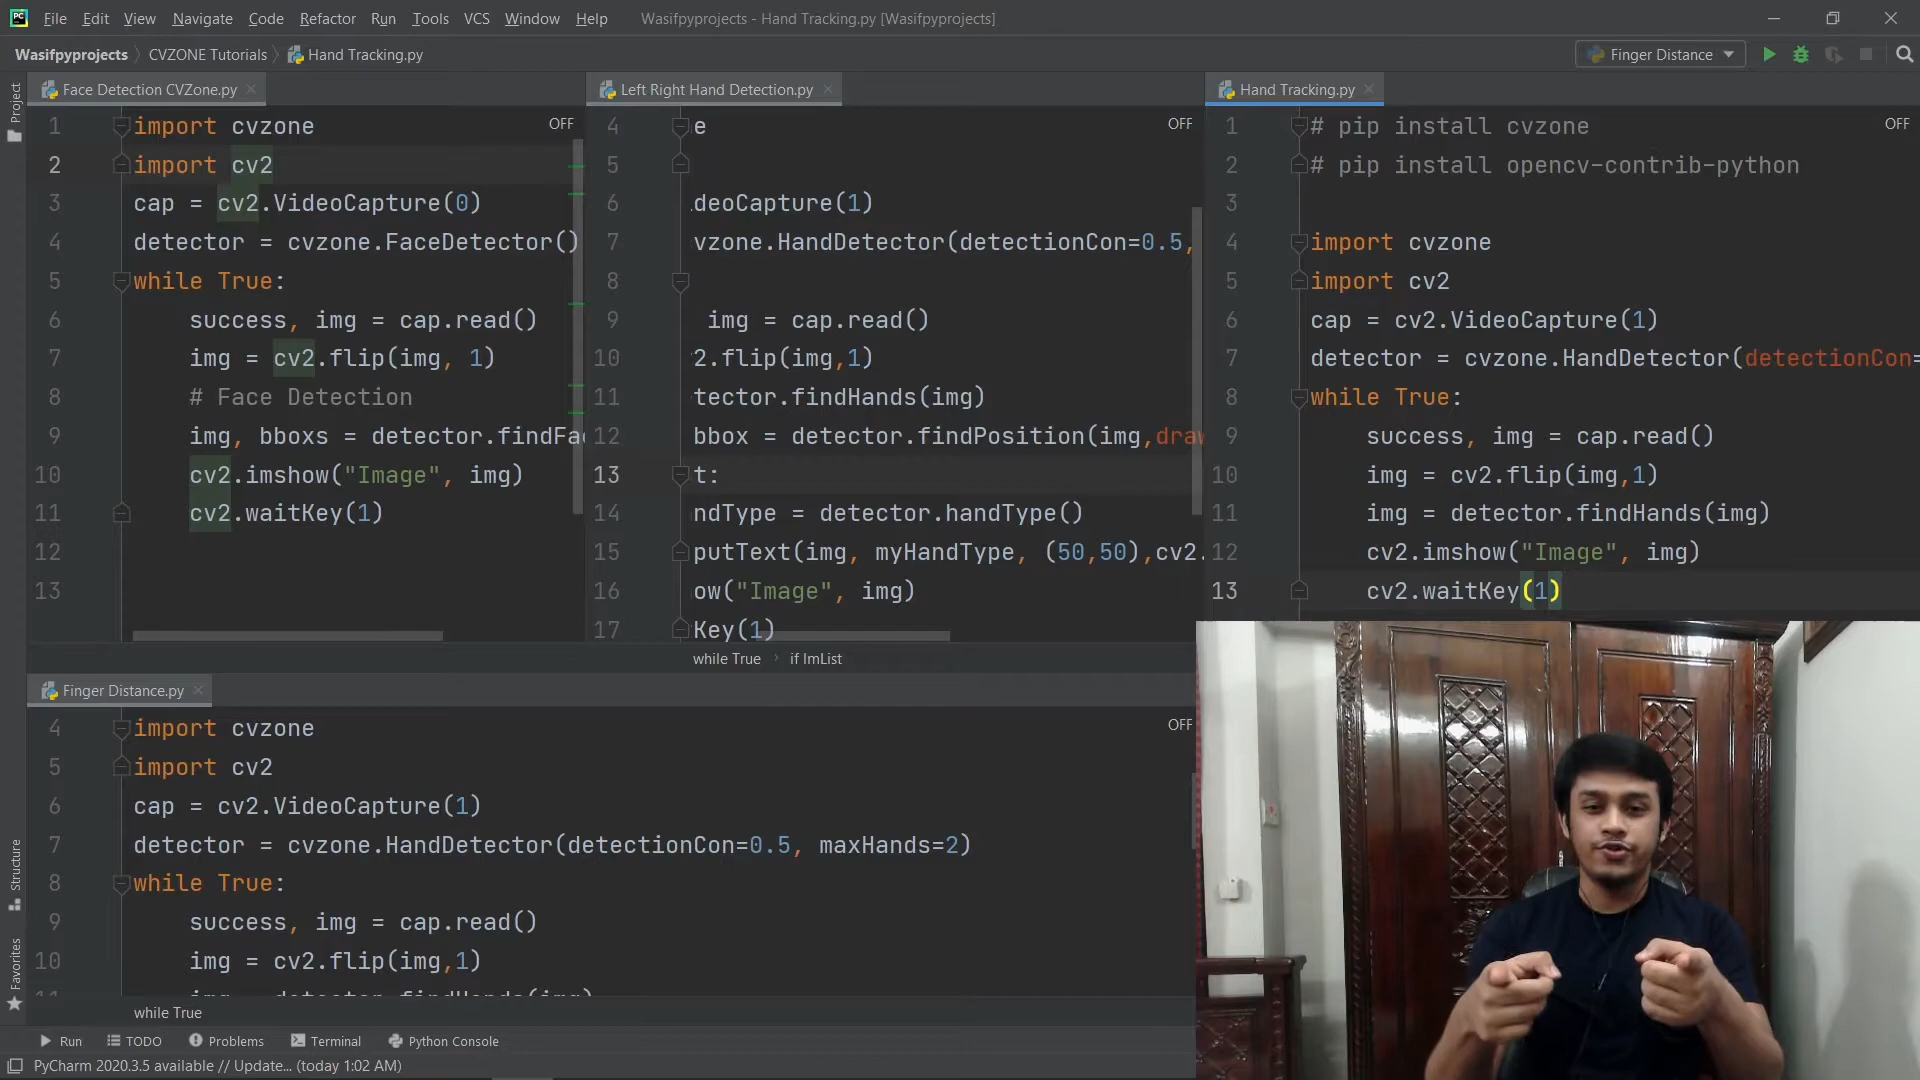 PC File Edit View Navigate Code Refactor Run Tools VCS Window Help Wasifpyprojects - Hand Tracking.py [Wasifpyprojects]
Wasifpyprojects CVZONE Tutorials Hand Tracking.py Finger Distance
Project
Structure
Favorites
Face Detection CVZone.py
OFF
1 import cvzone
2 import cv2
3 cap = cv2.VideoCapture(0)
4 detector = cvzone.FaceDetector()
5 while True:
6 success, img = cap.read()
7 img = cv2.flip(img, 1)
8 # Face Detection
9 img, bboxs = detector.findFa
10 cv2.imshow("Image", img)
11 cv2.waitKey(1)
12
13
Left Right Hand Detection.py
OFF
4 e
5
6 deoCapture(1)
7 vzone.HandDetector(detectionCon=0.5,
8
9 img = cap.read()
10 2.flip(img,1)
11 tector.findHands(img)
12 bbox = detector.findPosition(img,dra
13 t:
14 ndType = detector.handType()
15 putText(img, myHandType, (50,50),cv2.
16 ow("Image", img)
17 Key(1)
while True if lmList
Hand Tracking.py
OFF
1 # pip install cvzone
2 # pip install opencv-contrib-python
3
4 import cvzone
5 import cv2
6 cap = cv2.VideoCapture(1)
7 detector = cvzone.HandDetector(detectionCon=
8 while True:
9 success, img = cap.read()
10 img = cv2.flip(img,1)
11 img = detector.findHands(img)
12 cv2.imshow("Image", img)
13 cv2.waitKey(1)
Finger Distance.py
OFF
4 import cvzone
5 import cv2
6 cap = cv2.VideoCapture(1)
7 detector = cvzone.HandDetector(detectionCon=0.5, maxHands=2)
8 while True:
9 success, img = cap.read()
10 img = cv2.flip(img,1)
while True
Run TODO Problems Terminal Python Console
PyCharm 2020.3.5 available // Update... (today 1:02 AM)